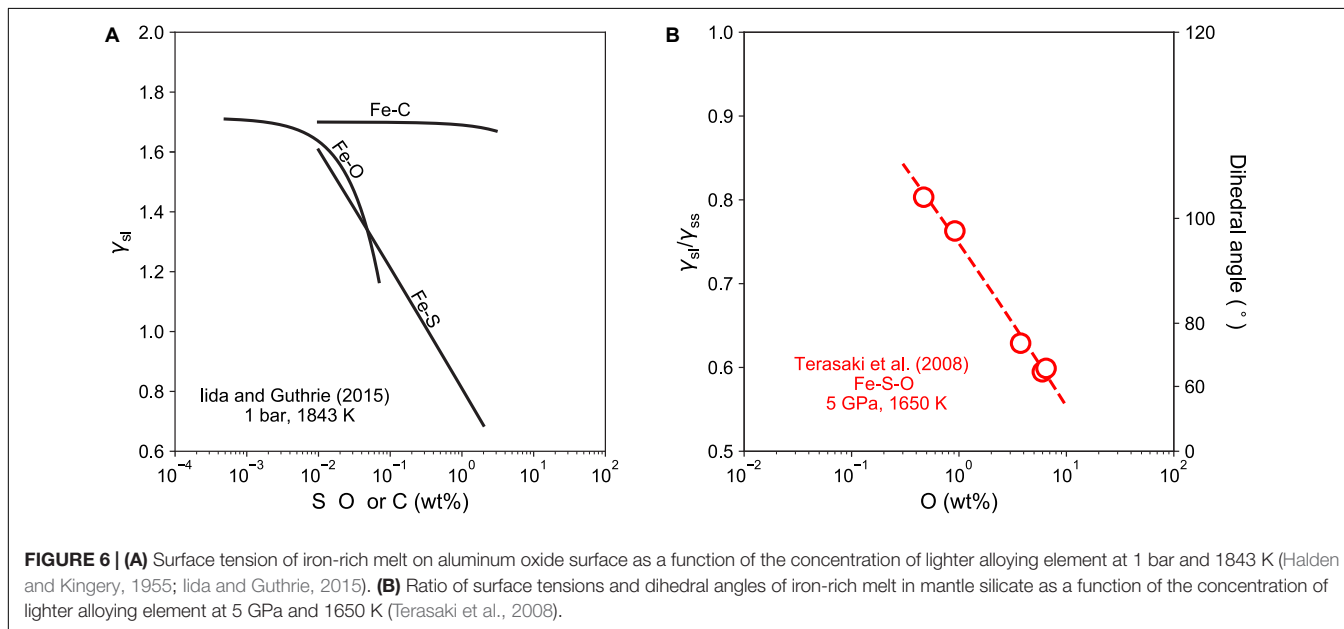 A
2.0
1.8
1.6
1.4
1.2
1.0
0.8
0.6
γsl
Fe-C
Fe-O
Fe-S
Iida and Guthrie (2015)
1 bar, 1843 K
10⁻⁴ 10⁻³ 10⁻² 10⁻¹ 10⁰ 10¹ 10²
S O or C (wt%)
B
1.0
0.9
0.8
0.7
0.6
0.5
γsl/γss
120
100
80
60
0
Dihedral angle (°)
Terasaki et al. (2008)
Fe-S-O
5 GPa, 1650 K
10⁻² 10⁻¹ 10⁰ 10¹ 10²
O (wt%)
FIGURE 6 | (A) Surface tension of iron-rich melt on aluminum oxide surface as a function of the concentration of lighter alloying element at 1 bar and 1843 K (Halden
and Kingery, 1955; Iida and Guthrie, 2015). (B) Ratio of surface tensions and dihedral angles of iron-rich melt in mantle silicate as a function of the concentration of
lighter alloying element at 5 GPa and 1650 K (Terasaki et al., 2008).